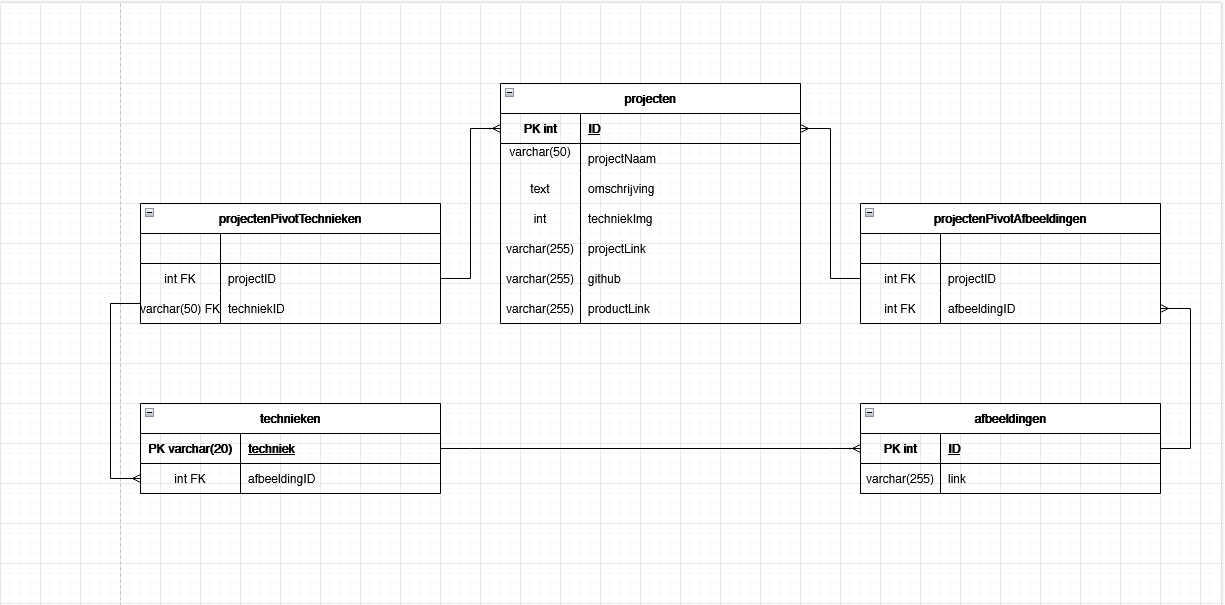 projecten
PK int ID
varchar(50) projectNaam
text omschrijving
int techniekImg
varchar(255) projectLink
varchar(255) github
varchar(255) productLink
projectenPivotTechnieken
int FK projectID
varchar(50) FK techniekID
projectenPivotAfbeeldingen
int FK projectID
int FK afbeeldingID
technieken
PK varchar(20) techniek
int FK afbeeldingID
afbeeldingen
PK int ID
varchar(255) link